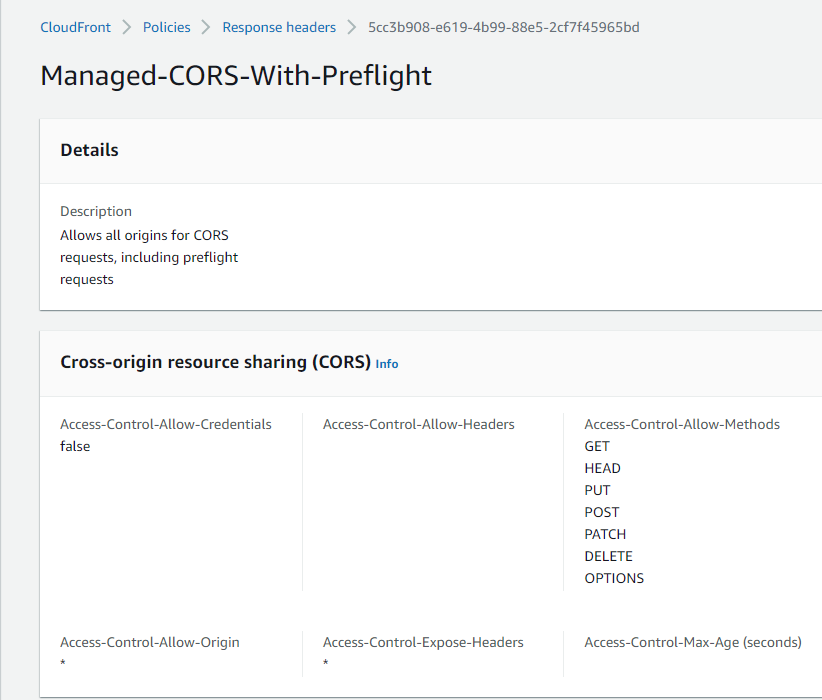 CloudFront > Policies > Response headers > 5cc3b908-e619-4b99-88e5-2cf7f45965bd
Managed-CORS-With-Preflight
Details
Description
Allows all origins for CORS
requests, including preflight
requests
Cross-origin resource sharing (CORS) Info
Access-Control-Allow-Credentials
false
Access-Control-Allow-Headers
Access-Control-Allow-Methods
GET
HEAD
PUT
POST
PATCH
DELETE
OPTIONS
Access-Control-Allow-Origin
*
Access-Control-Expose-Headers
*
Access-Control-Max-Age (seconds)